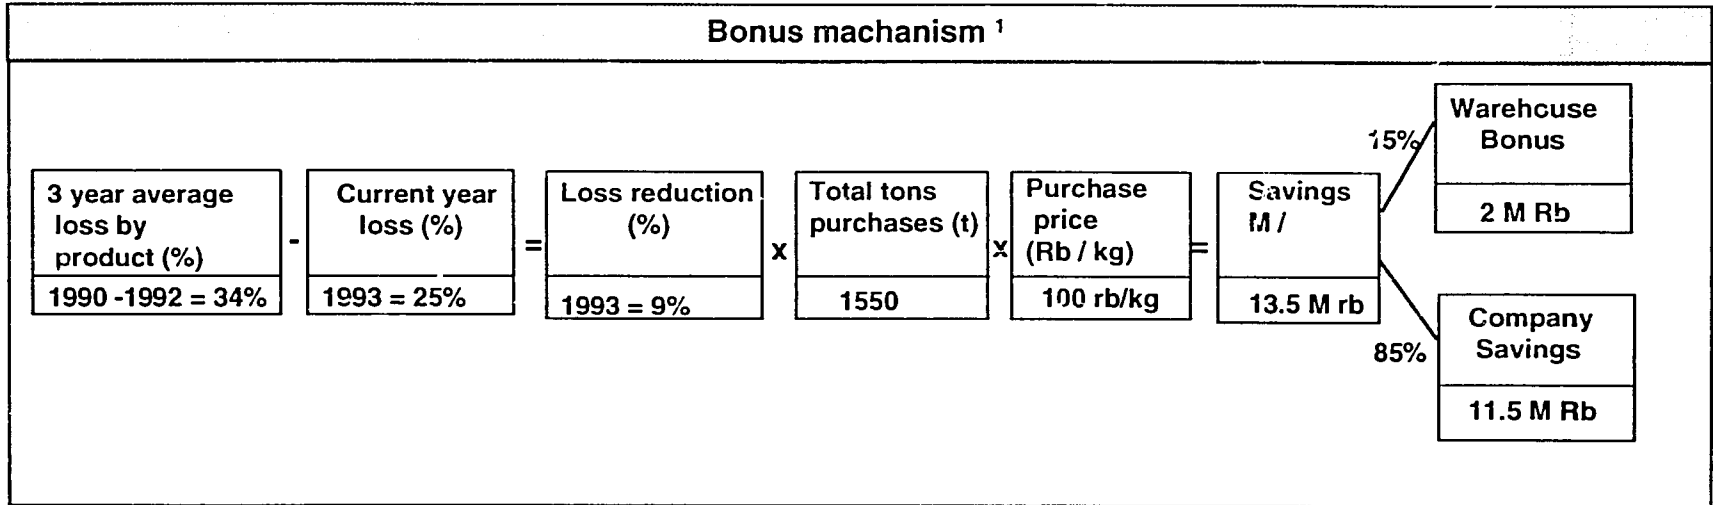 Bonus machanism ¹
3 year average
loss by
product (%)
1990 -1992 = 34%
-
Current year
loss (%)
1993 = 25%
=
Loss reduction
(%)
1993 = 9%
x
Total tons
purchases (t)
1550
x
Purchase
price
(Rb / kg)
100 rb/kg
=
Savings
M /
13.5 M rb
15%
Warehcuse
Bonus
2 M Rb
85%
Company
Savings
11.5 M Rb